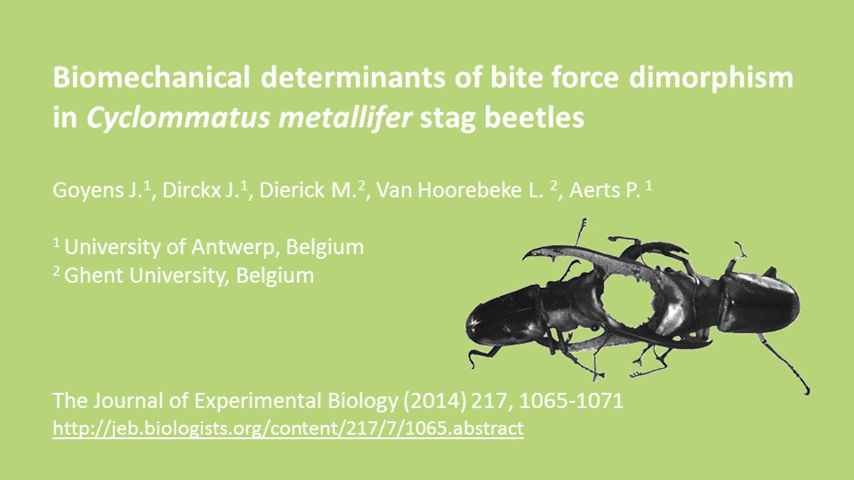 Biomechanical determinants of bite force dimorphism
in Cyclommatus metallifer stag beetles
Goyens J.¹, Dirckx J.¹, Dierick M.², Van Hoorebeke L. ², Aerts P. ¹
¹ University of Antwerp, Belgium
² Ghent University, Belgium
The Journal of Experimental Biology (2014) 217, 1065-1071
http://jeb.biologists.org/content/217/7/1065.abstract